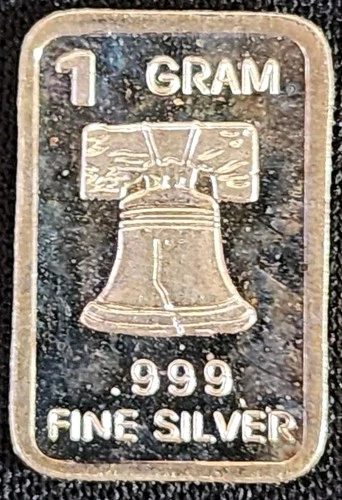 1 GRAM
.999
FINE SILVER